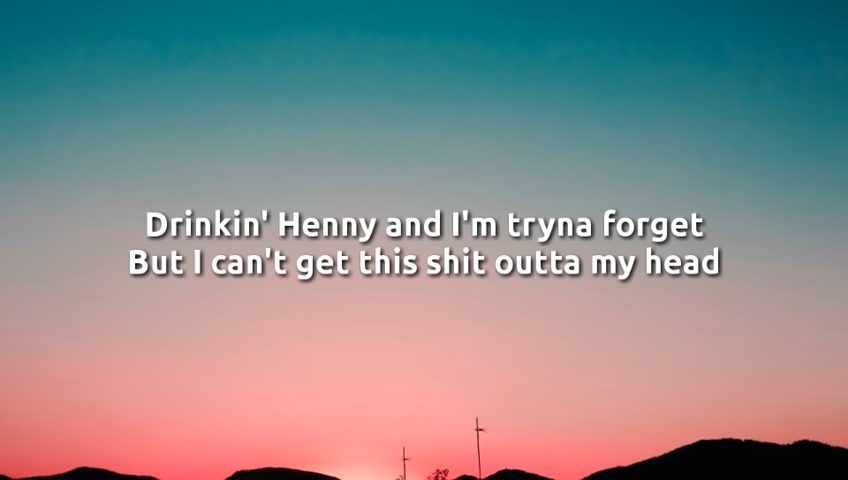 Drinkin' Henny and I'm tryna forget
But I can't get this shit outta my head